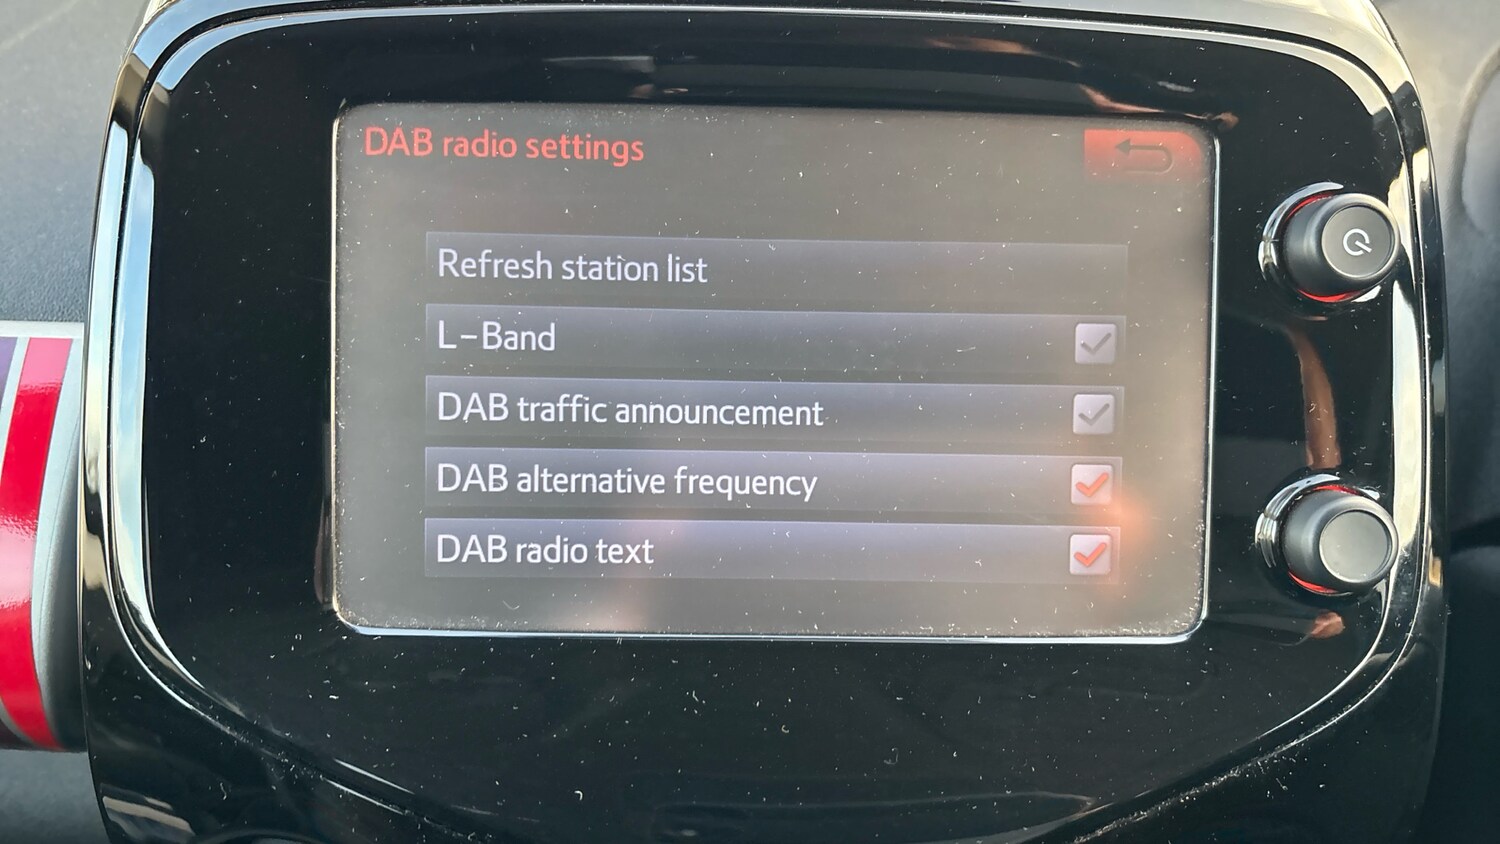 DAB radio settings
Refresh station list
L-Band
DAB traffic announcement
DAB alternative frequency
DAB radio text